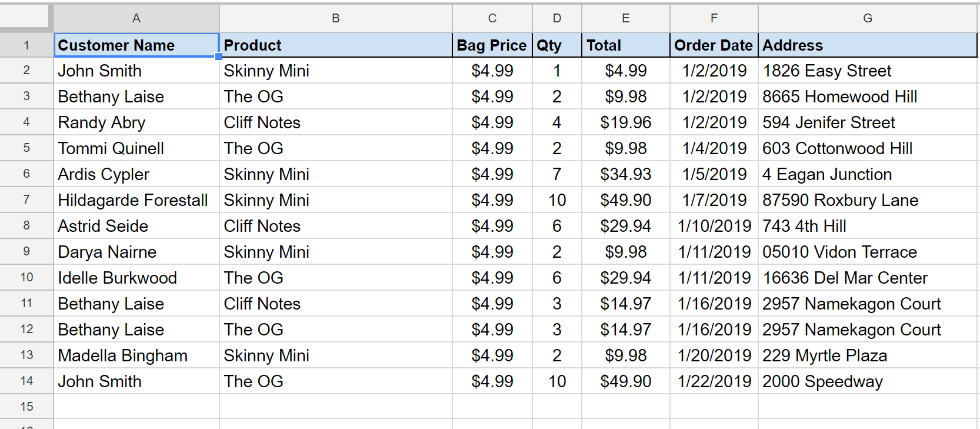 A B C D E F G
1 Customer Name Product Bag Price Qty Total Order Date Address
2 John Smith Skinny Mini $4.99 1 $4.99 1/2/2019 1826 Easy Street
3 Bethany Laise The OG $4.99 2 $9.98 1/2/2019 8665 Homewood Hill
4 Randy Abry Cliff Notes $4.99 4 $19.96 1/2/2019 594 Jenifer Street
5 Tommi Quinell The OG $4.99 2 $9.98 1/4/2019 603 Cottonwood Hill
6 Ardis Cypler Skinny Mini $4.99 7 $34.93 1/5/2019 4 Eagan Junction
7 Hildagarde Forestall Skinny Mini $4.99 10 $49.90 1/7/2019 87590 Roxbury Lane
8 Astrid Seide Cliff Notes $4.99 6 $29.94 1/10/2019 743 4th Hill
9 Darya Nairne Skinny Mini $4.99 2 $9.98 1/11/2019 05010 Vidon Terrace
10 Idelle Burkwood The OG $4.99 6 $29.94 1/11/2019 16636 Del Mar Center
11 Bethany Laise Cliff Notes $4.99 3 $14.97 1/16/2019 2957 Namekagon Court
12 Bethany Laise The OG $4.99 3 $14.97 1/16/2019 2957 Namekagon Court
13 Madella Bingham Skinny Mini $4.99 2 $9.98 1/20/2019 229 Myrtle Plaza
14 John Smith The OG $4.99 10 $49.90 1/22/2019 2000 Speedway
15